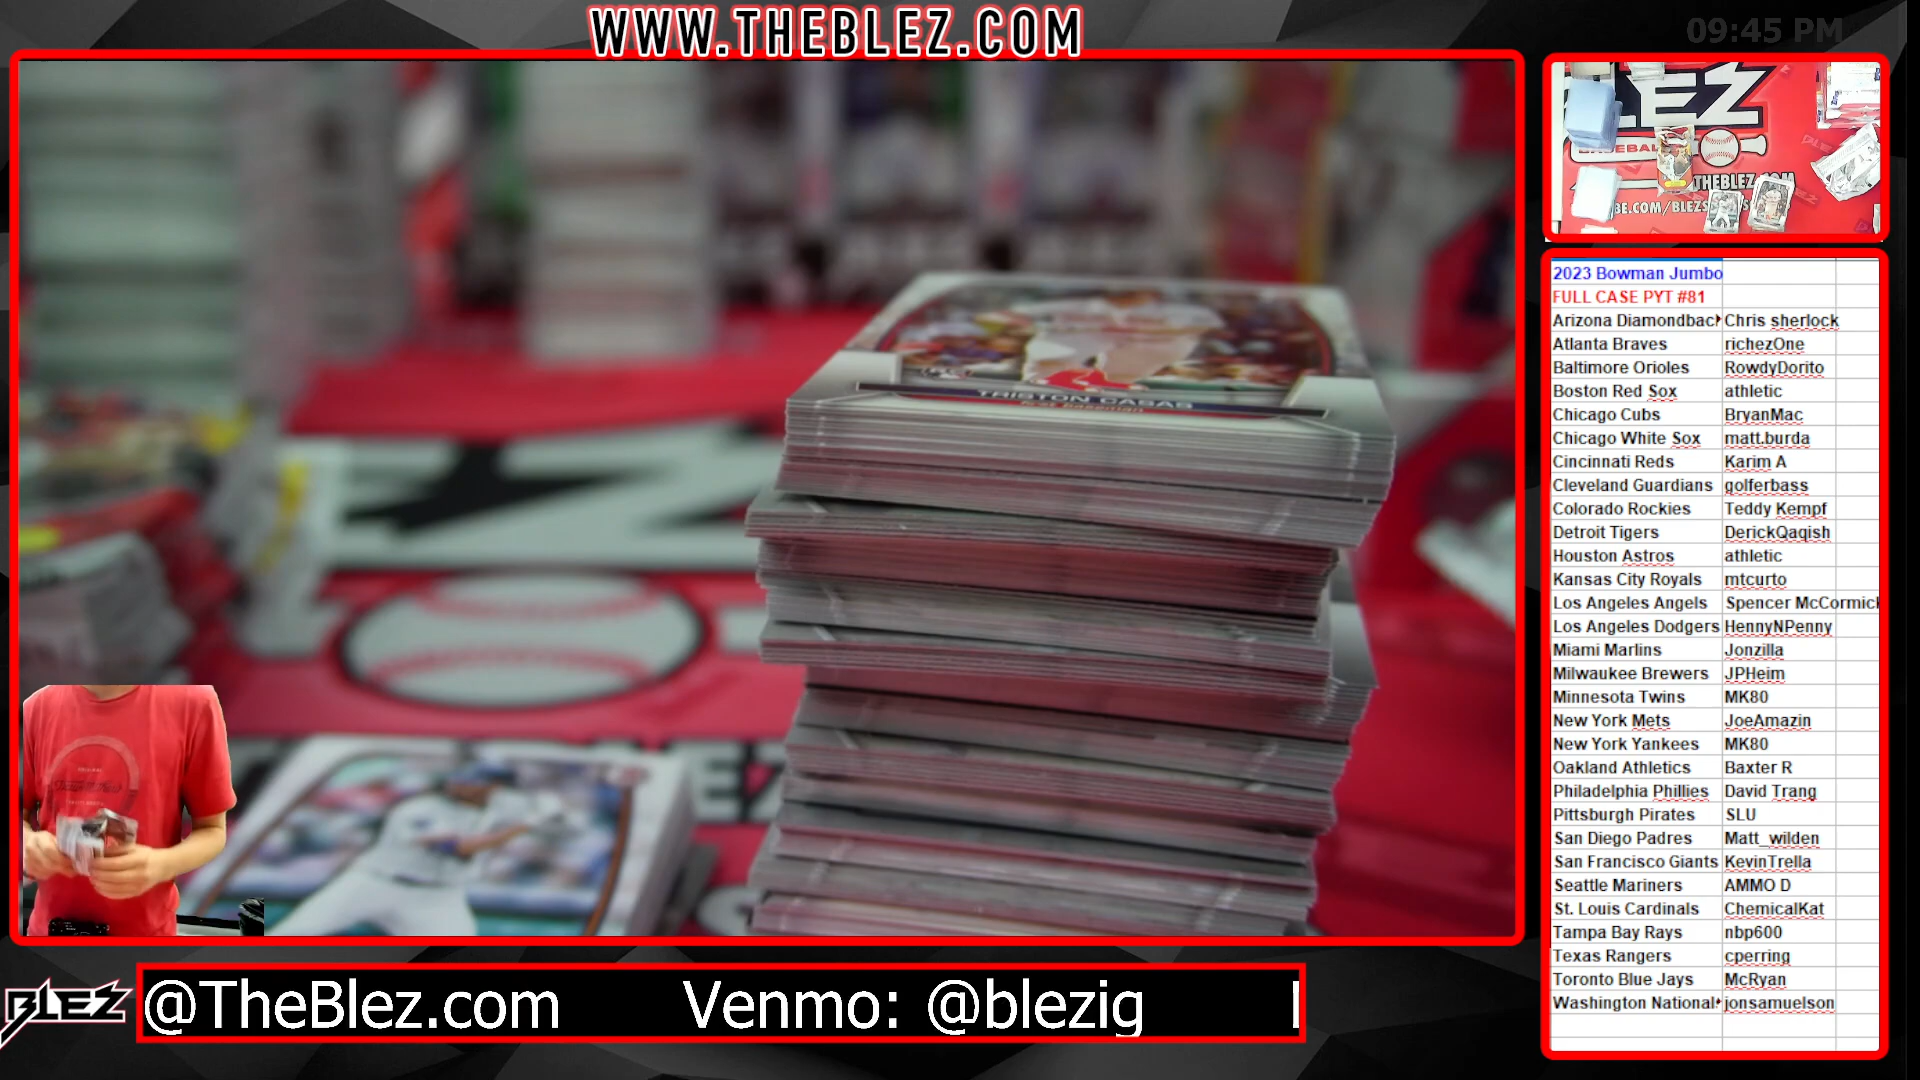 WWW.THEBLEZ.COM
09:45 PM
TRISTON CASAS
BASEBALL
THEBLEZ.COM
2023 Bowman Jumbo
FULL CASE PYT #81
Arizona Diamondbac Chris sherlock
Atlanta Braves richezOne
Baltimore Orioles RowdyDorito
Boston Red Sox athletic
Chicago Cubs BryanMac
Chicago White Sox matt.burda
Cincinnati Reds Karim A
Cleveland Guardians golferbass
Colorado Rockies Teddy Kempf
Detroit Tigers DerickQaqish
Houston Astros athletic
Kansas City Royals mtcurto
Los Angeles Angels Spencer McCormick
Los Angeles Dodgers HennyNPenny
Miami Marlins Jonzilla
Milwaukee Brewers JPHeim
Minnesota Twins MK80
New York Mets JoeAmazin
New York Yankees MK80
Oakland Athletics Baxter R
Philadelphia Phillies David Trang
Pittsburgh Pirates SLU
San Diego Padres Matt_wilden
San Francisco Giants KevinTrella
Seattle Mariners AMMO D
St. Louis Cardinals ChemicalKat
Tampa Bay Rays nbp600
Texas Rangers cperring
Toronto Blue Jays McRyan
Washington National jonsamuelson
BLEZ
@TheBlez.com Venmo: @blezig